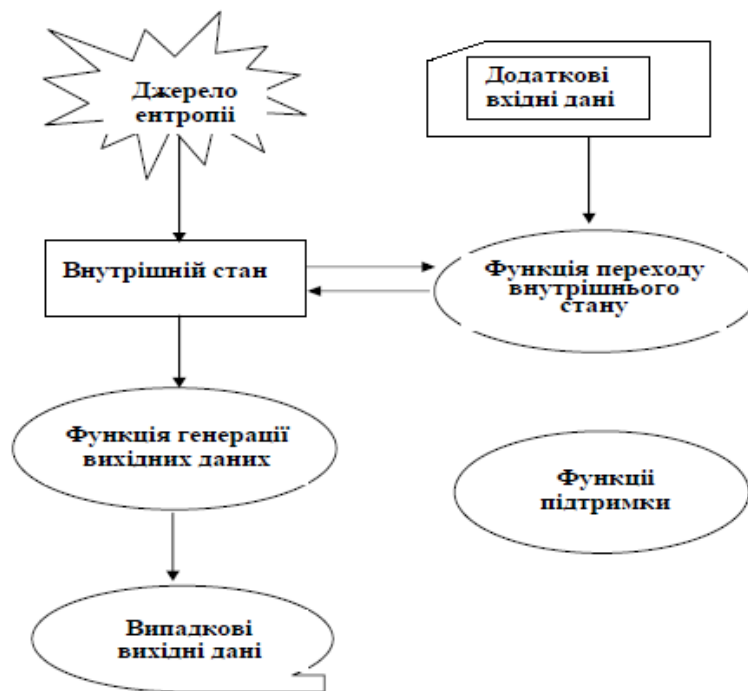 Джерело
ентропії
Додаткові
вхідні дані
Внутрішній стан
Функція переходу
внутрішнього
стану
Функція генерації
вихідних даних
Функції
підтримки
Випадкові
вихідні дані